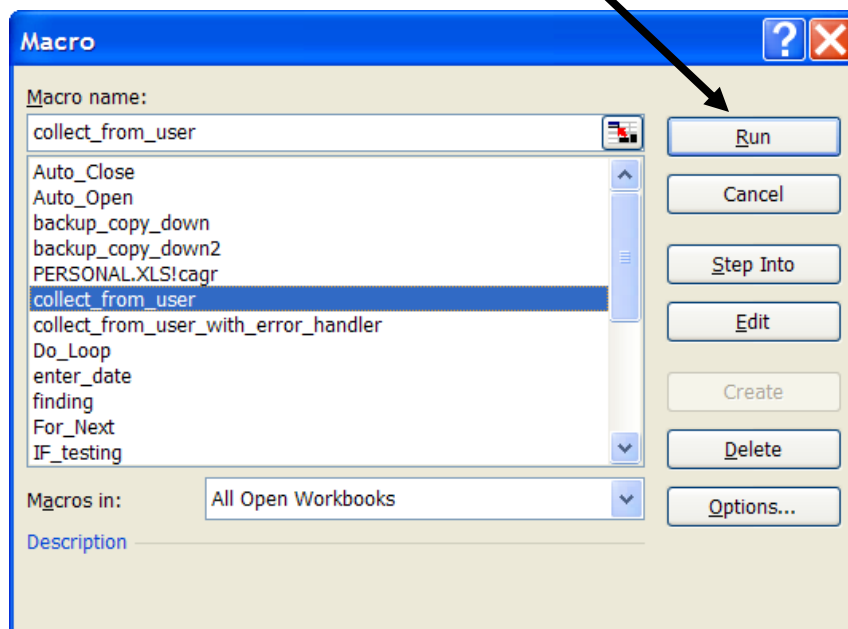 Macro
Macro name:
collect_from_user
Auto_Close
Auto_Open
backup_copy_down
backup_copy_down2
PERSONAL.XLS!cagr
collect_from_user
collect_from_user_with_error_handler
Do_Loop
enter_date
finding
For_Next
IF_testing
Macros in:
All Open Workbooks
Description
Run
Cancel
Step Into
Edit
Create
Delete
Options...